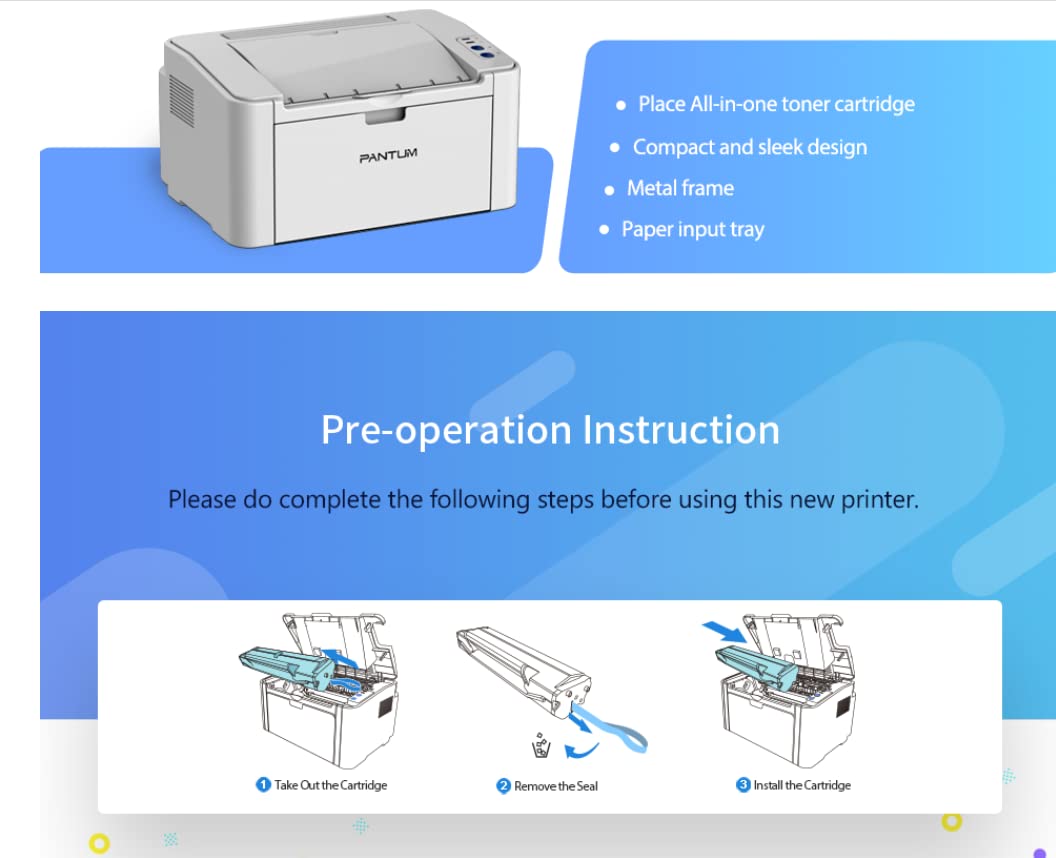 PANTUM
Place All-in-one toner cartridge
Compact and sleek design
Metal frame
Paper input tray
Pre-operation Instruction
Please do complete the following steps before using this new printer.
1 Take Out the Cartridge
2 Remove the Seal
3 Install the Cartridge